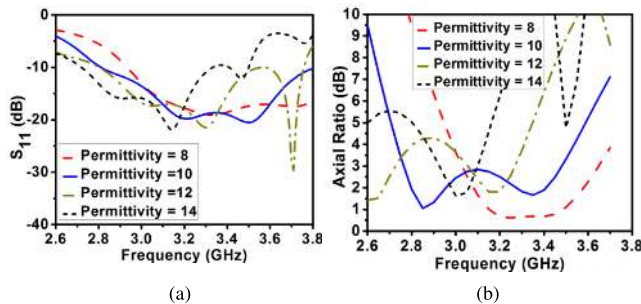 0
-10
-20
-30
-40
S11 (dB)
Permittivity = 8
Permittivity =10
Permittivity =12
Permittivity = 14
2.6 2.8 3.0 3.2 3.4 3.6 3.8
Frequency (GHz)
(a)
10
9
8
7
6
5
4
3
2
1
0
Axial Ratio (dB)
Permittivity = 8
Permittivity = 10
Permittivity = 12
Permittivity = 14
2.6 2.8 3.0 3.2 3.4 3.6 3.8
Frequency (GHz)
(b)